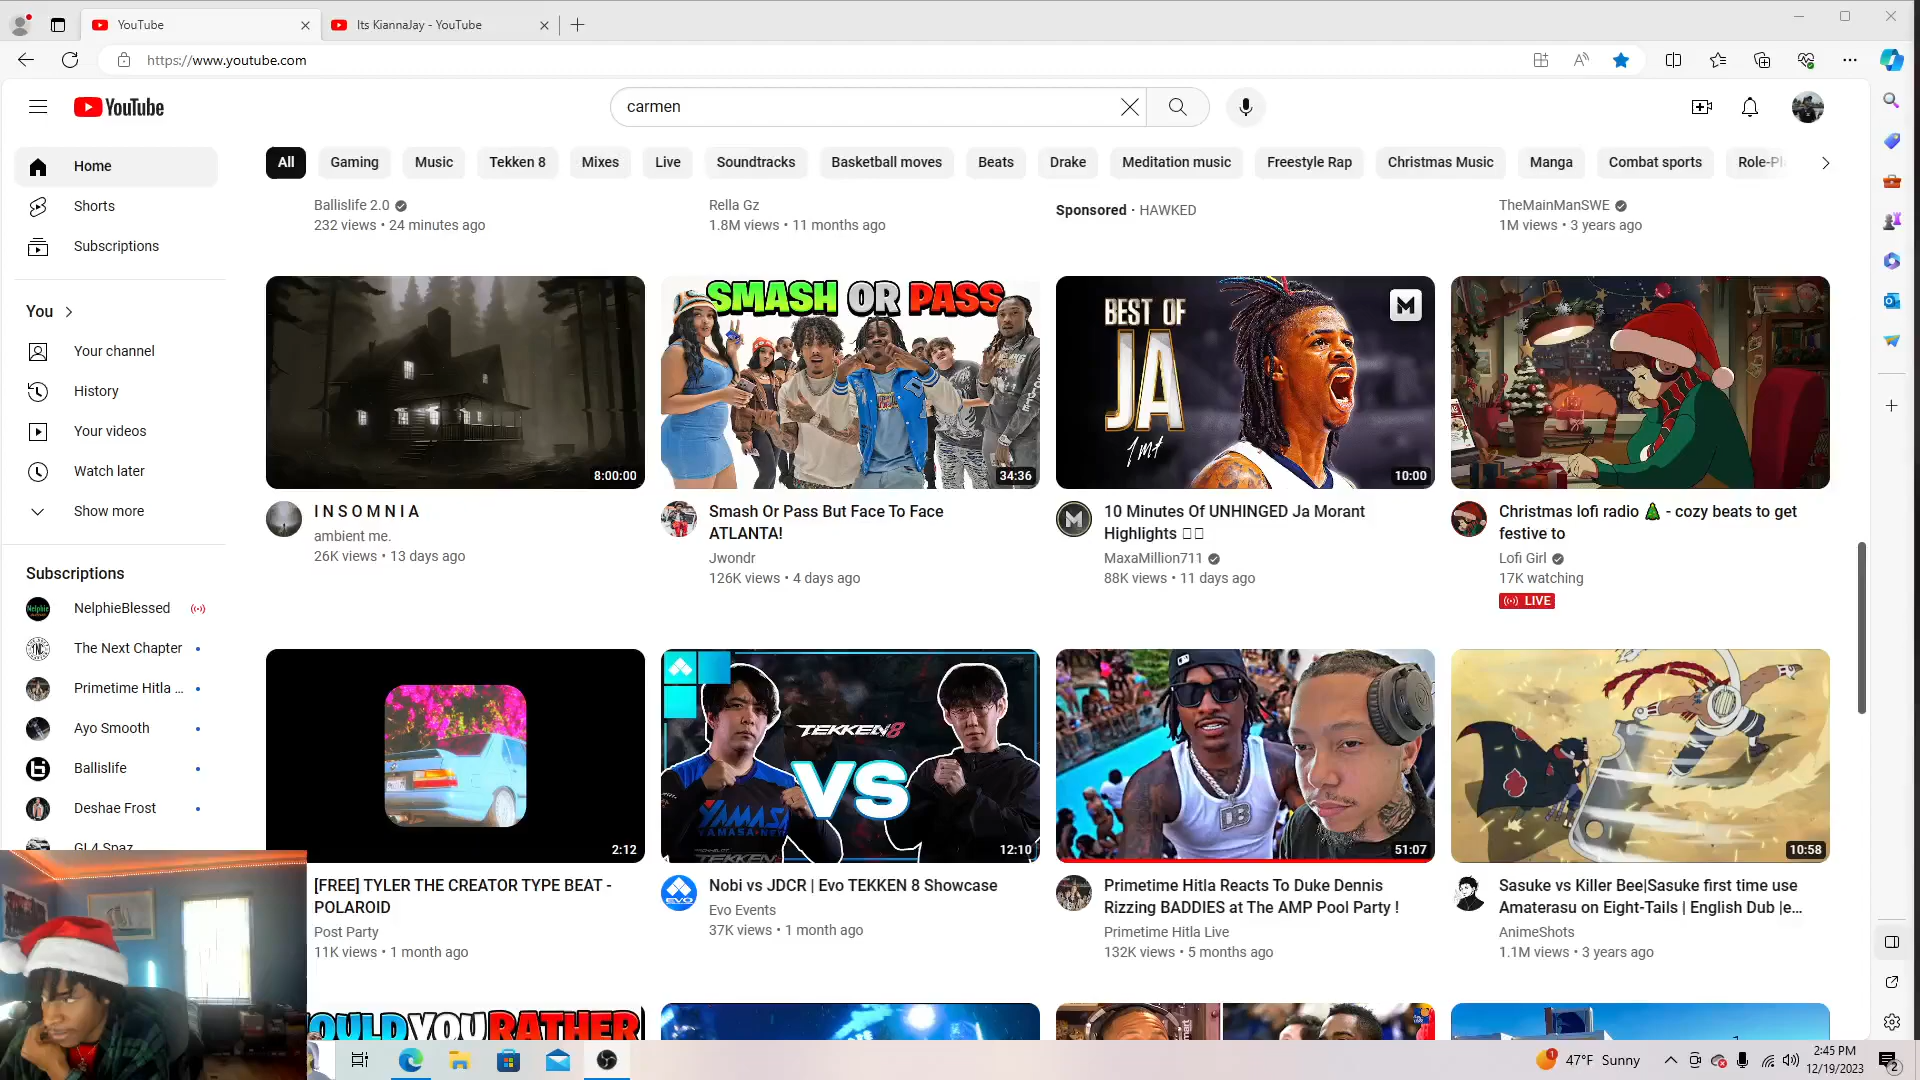 YouTube
Its KiannaJay - YouTube
https://www.youtube.com
YouTube
carmen
Home
Shorts
Subscriptions
You
Your channel
History
Your videos
Watch later
Show more
Subscriptions
NelphieBlessed
The Next Chapter
Primetime Hitla ...
Ayo Smooth
Ballislife
Deshae Frost
GL4 Spaz
All Gaming Music Tekken 8 Mixes Live Soundtracks Basketball moves Beats Drake Meditation music Freestyle Rap Christmas Music Manga Combat sports Role-Pl
Ballislife 2.0
232 views • 24 minutes ago
Rella Gz
1.8M views • 11 months ago
Sponsored · HAWKED
TheMainManSWE
1M views • 3 years ago
8:00:00
I N S O M N I A
ambient me.
26K views • 13 days ago
SMASH OR PASS
34:36
Smash Or Pass But Face To Face
ATLANTA!
Jwondr
126K views • 4 days ago
BEST OF
JA
M
10:00
10 Minutes Of UNHINGED Ja Morant
Highlights
MaxaMillion711
88K views • 11 days ago
Christmas lofi radio 🎄 - cozy beats to get
festive to
Lofi Girl
17K watching
LIVE
2:12
[FREE] TYLER THE CREATOR TYPE BEAT -
POLAROID
Post Party
11K views • 1 month ago
TEKKEN 8
VS
12:10
Nobi vs JDCR | Evo TEKKEN 8 Showcase
Evo Events
37K views • 1 month ago
DB
51:07
Primetime Hitla Reacts To Duke Dennis
Rizzing BADDIES at The AMP Pool Party !
Primetime Hitla Live
132K views • 5 months ago
10:58
Sasuke vs Killer Bee|Sasuke first time use
Amaterasu on Eight-Tails | English Dub |e...
AnimeShots
1.1M views • 3 years ago
OULD YOU RATHER
47°F Sunny
2:45 PM
12/19/2023
2